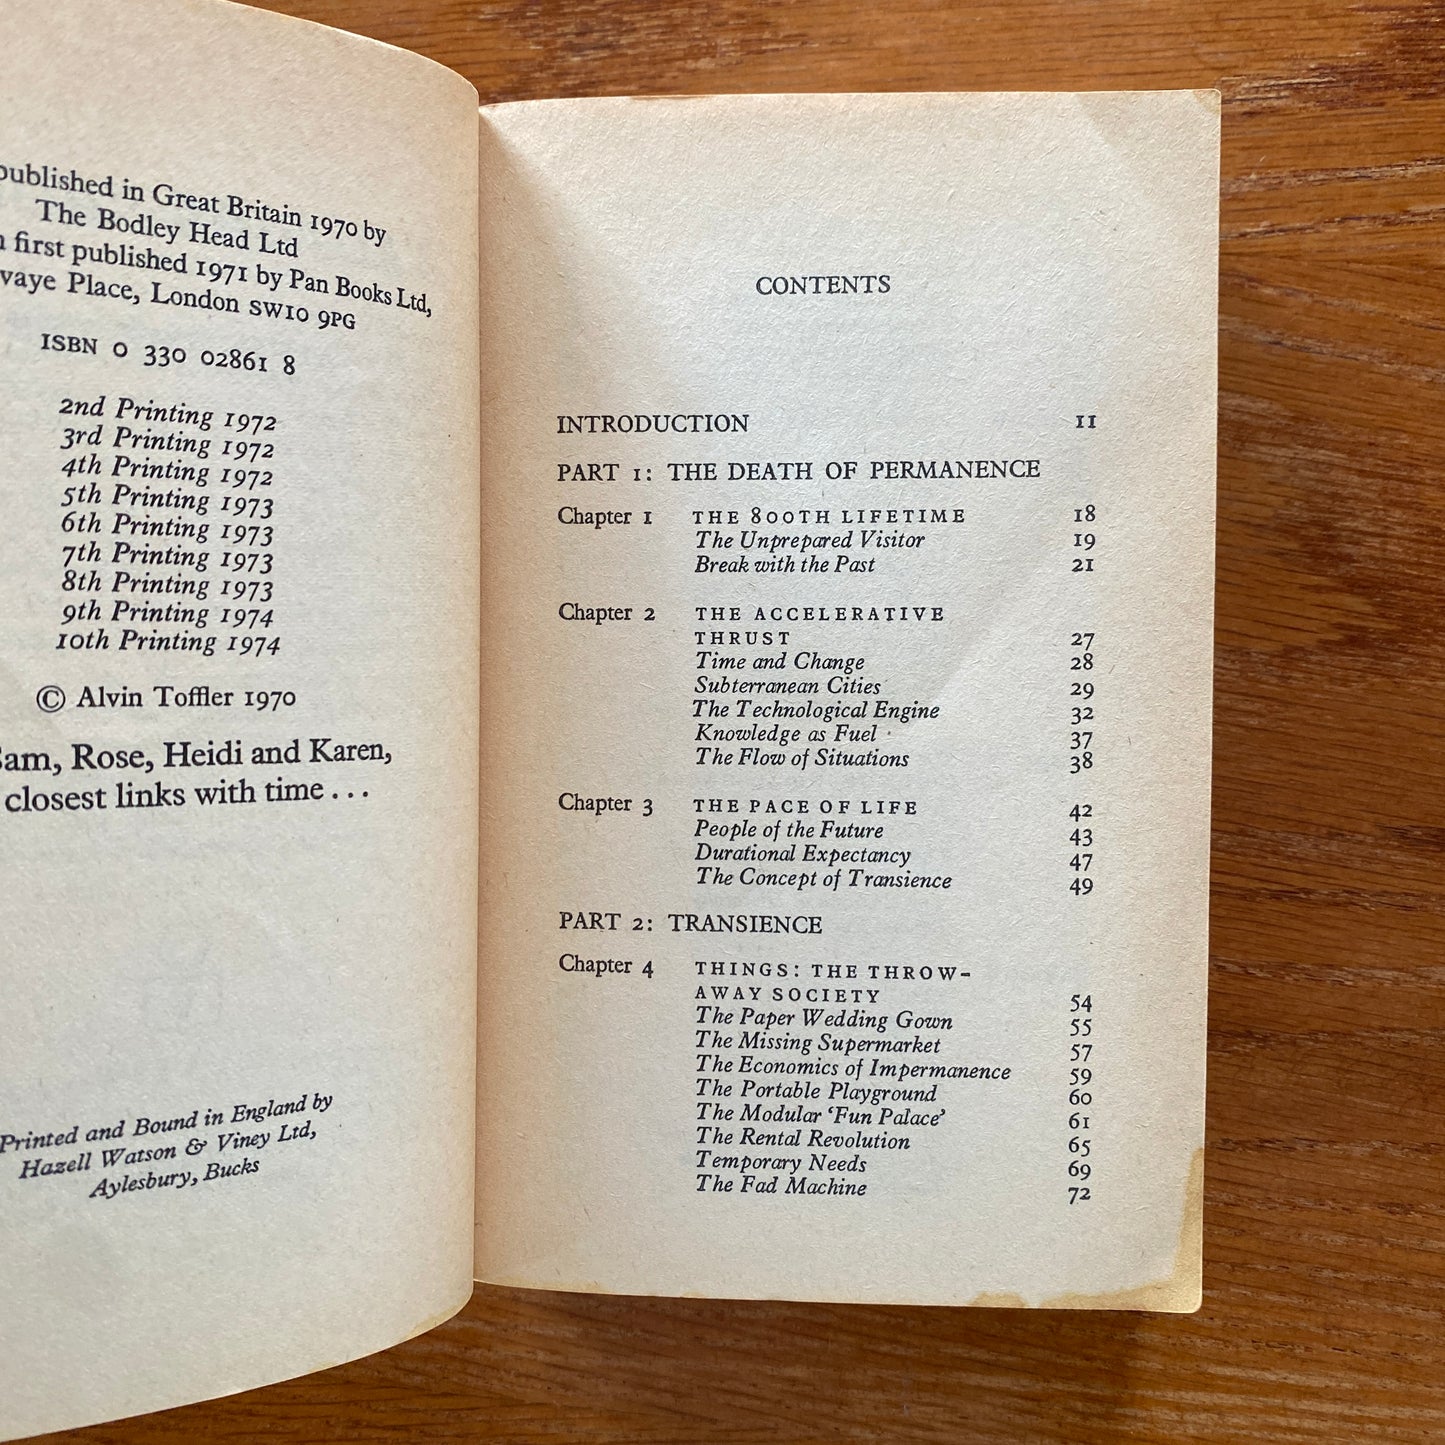 published in Great Britain 1970 by
The Bodley Head Ltd
first published 1971 by Pan Books Ltd,
Place, London SW10 9PG
ISBN 0 330 02861 8
2nd Printing 1972
3rd Printing 1972
4th Printing 1972
5th Printing 1973
6th Printing 1973
7th Printing 1973
8th Printing 1973
9th Printing 1974
10th Printing 1974
© Alvin Toffler 1970
Sam, Rose, Heidi and Karen,
closest links with time . . .
Printed and Bound in England by
Hazell Watson & Viney Ltd,
Aylesbury, Bucks
CONTENTS
INTRODUCTION 11
PART 1: THE DEATH OF PERMANENCE
Chapter 1 THE 800TH LIFETIME 18
The Unprepared Visitor 19
Break with the Past 21
Chapter 2 THE ACCELERATIVE
THRUST 27
Time and Change 28
Subterranean Cities 29
The Technological Engine 32
Knowledge as Fuel 37
The Flow of Situations 38
Chapter 3 THE PACE OF LIFE 42
People of the Future 43
Durational Expectancy 47
The Concept of Transience 49
PART 2: TRANSIENCE
Chapter 4 THINGS: THE THROW-
AWAY SOCIETY 54
The Paper Wedding Gown 55
The Missing Supermarket 57
The Economics of Impermanence 59
The Portable Playground 60
The Modular ‘Fun Palace’ 61
The Rental Revolution 65
Temporary Needs 69
The Fad Machine 72